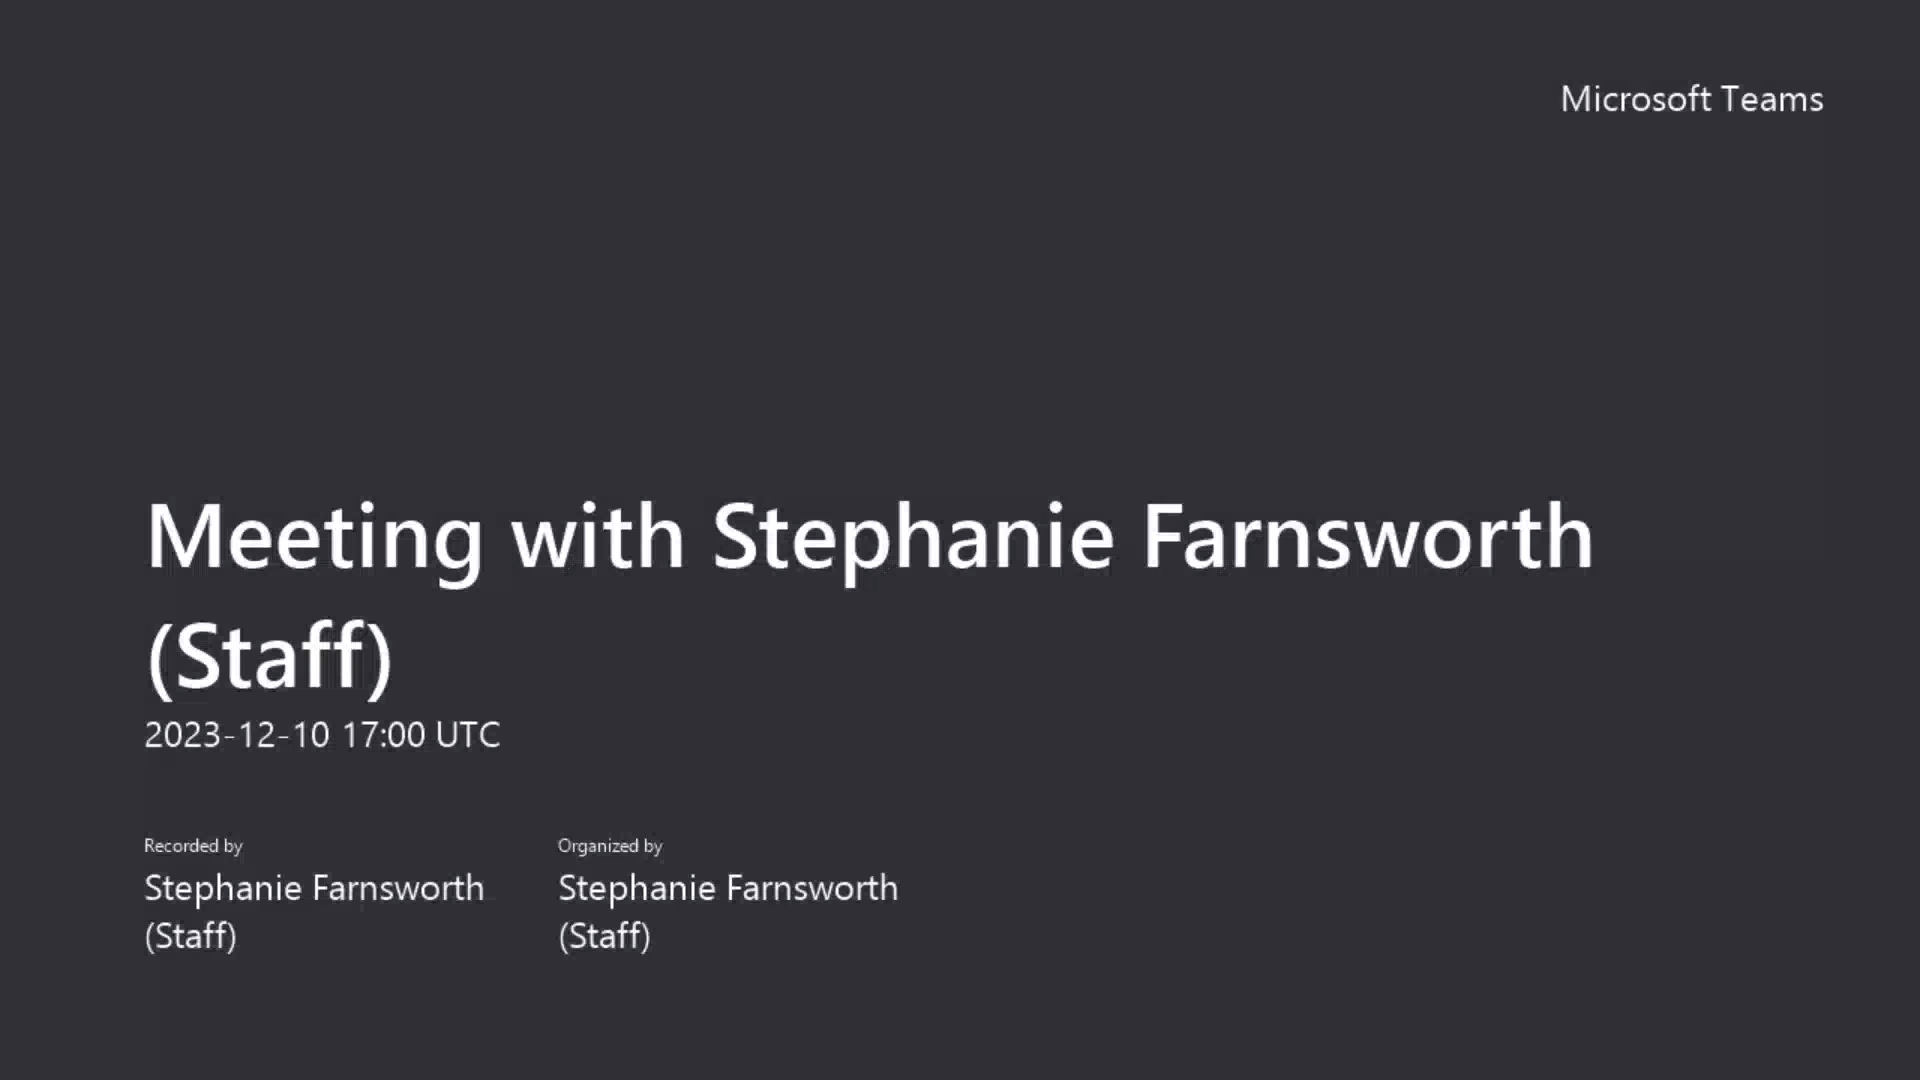 Microsoft Teams
Meeting with Stephanie Farnsworth
(Staff)
2023-12-10 17:00 UTC
Recorded by
Stephanie Farnsworth
(Staff)
Organized by
Stephanie Farnsworth
(Staff)